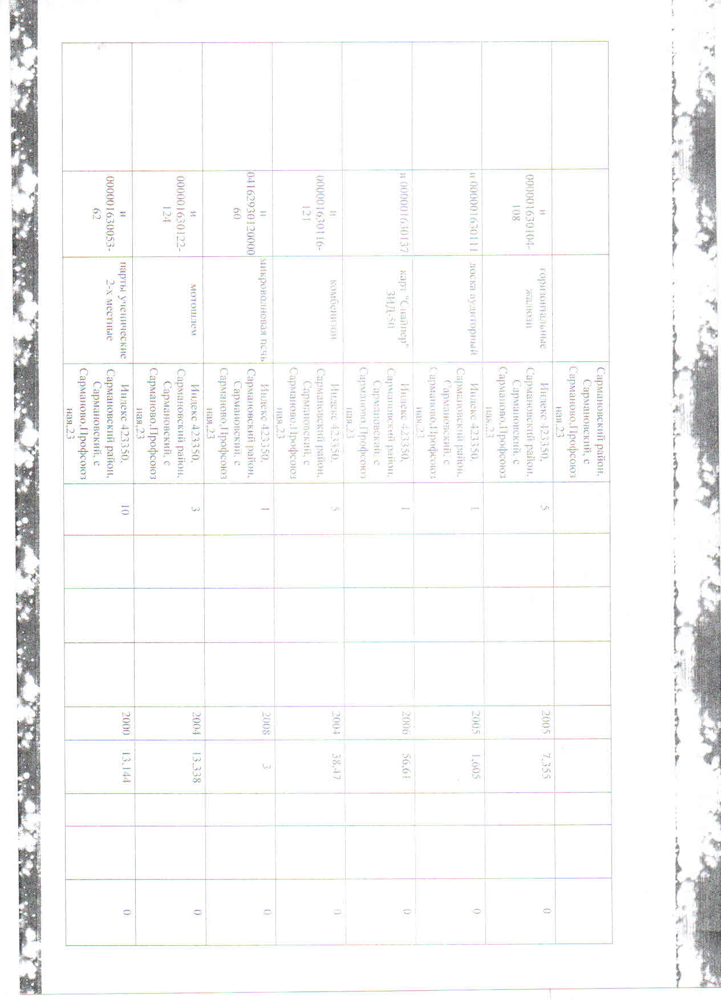 Сармановский район,
Сармановский, с
Сарманово,Профсоюз
ная,23
и
000001630104-
108
горизонтальные
жалюзи
Индекс 423350,
Сармановский район,
Сармановский, с
Сарманово,Профсоюз
ная,23
5
2005
7,355
0
и 000001630111
доска аудиторный
Индекс 423350,
Сармановский район,
Сармановский, с
Сарманово,Профсоюз
ная,23
1
2005
1,605
0
и 000001630137
карт "Снайпер"
ЗИД-50
Индекс 423350,
Сармановский район,
Сармановский, с
Сарманово,Профсоюз
ная,23
1
2006
56,61
0
и
000001630116-
121
комбенизон
Индекс 423350,
Сармановский район,
Сармановский, с
Сарманово,Профсоюз
ная,23
2004
38,47
0
и
04162930120000
60
микроволновая печь
Индекс 423350,
Сармановский район,
Сармановский, с
Сарманово,Профсоюз
ная,23
1
2008
3
0
и
000001630122-
124
мотошлем
Индекс 423350,
Сармановский район,
Сармановский, с
Сарманово,Профсоюз
ная,23
3
2004
13,338
0
и
000001630053-
62
парты ученические
2-х местные
Индекс 423350,
Сармановский район,
Сармановский, с
Сарманово,Профсоюз
ная,23
10
2000
13,144
0